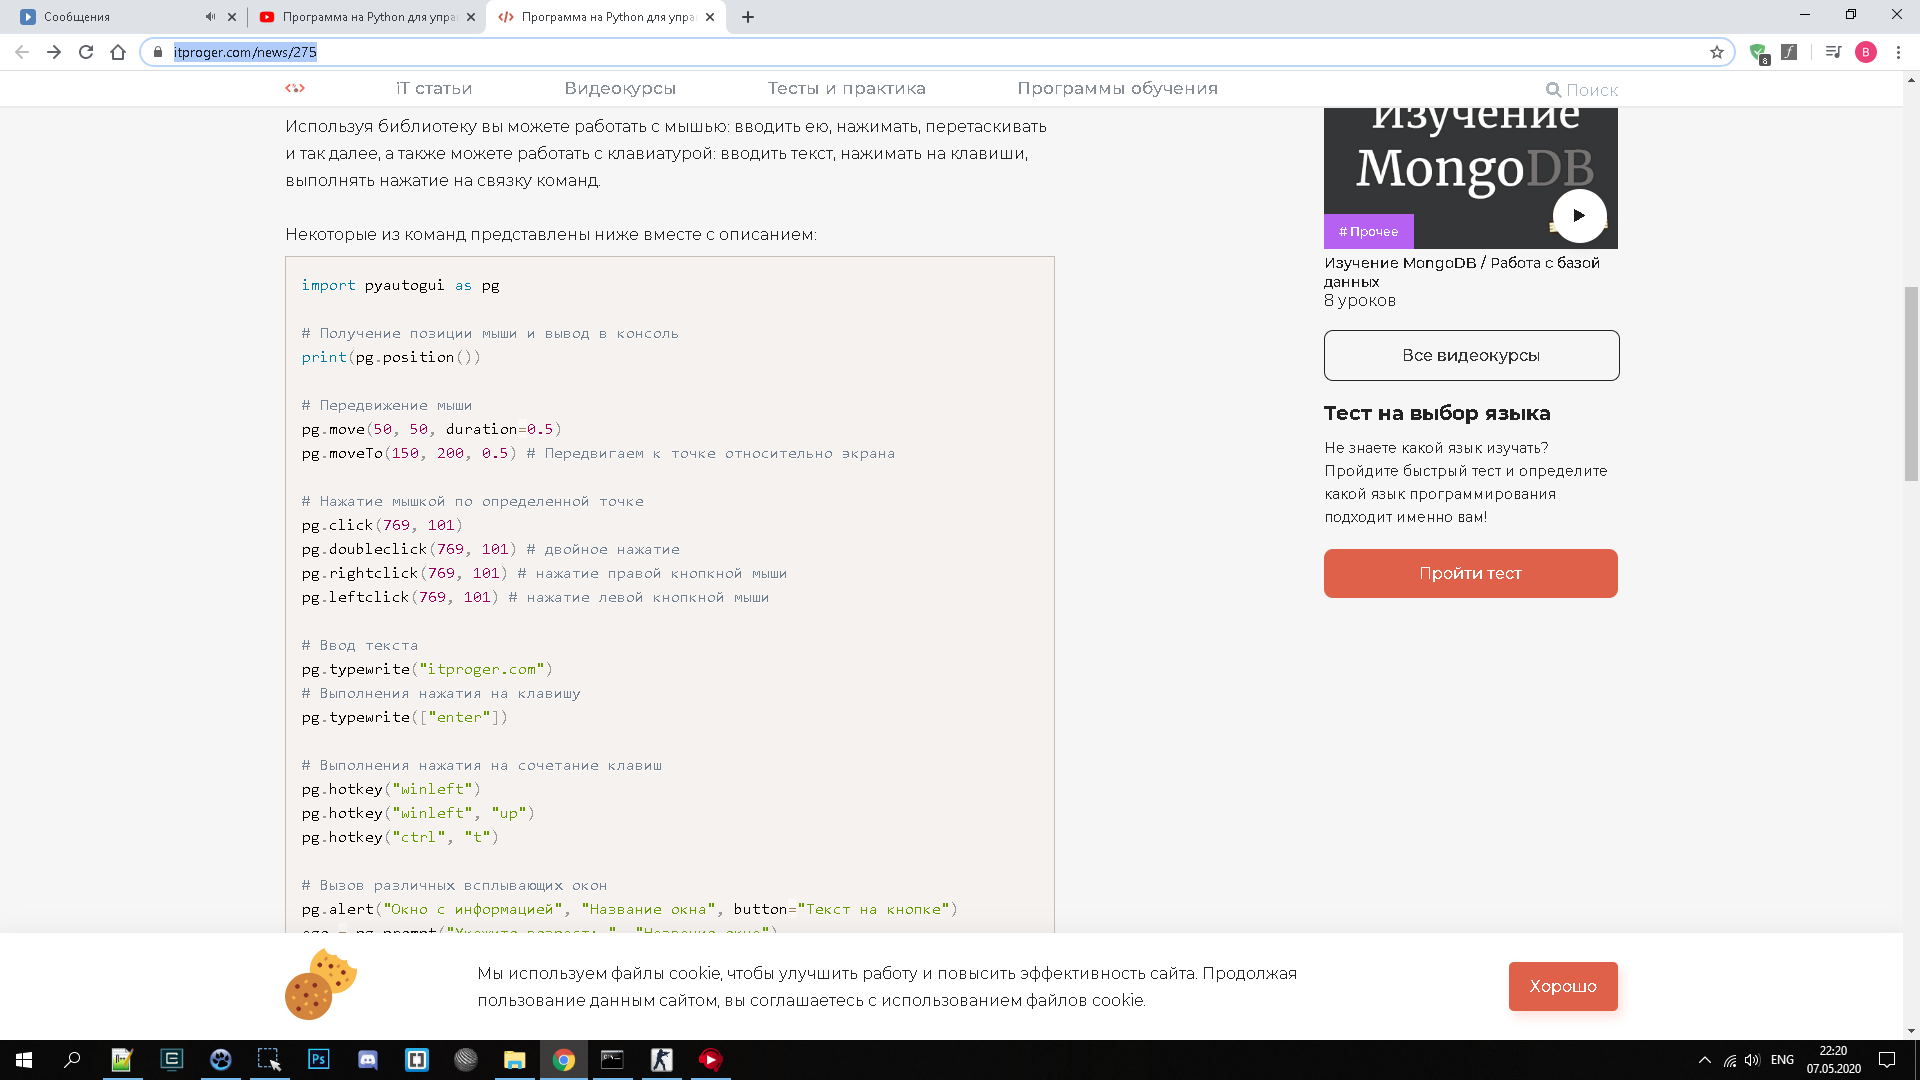 Сообщения
Программа на Python для упра
Программа на Python для упра
itproger.com/news/275
8
f
B
iT статьи
Видеокурсы
Тесты и практика
Программы обучения
Поиск
Используя библиотеку вы можете работать с мышью: вводить ею, нажимать, перетаскивать
и так далее, а также можете работать с клавиатурой: вводить текст, нажимать на клавиши,
выполнять нажатие на связку команд.
Некоторые из команд представлены ниже вместе с описанием:
import pyautogui as pg
# Получение позиции мыши и вывод в консоль
print(pg.position())
# Передвижение мыши
pg.move(50, 50, duration=0.5)
pg.moveTo(150, 200, 0.5) # Передвигаем к точке относительно экрана
# Нажатие мышкой по определенной точке
pg.click(769, 101)
pg.doubleclick(769, 101) # двойное нажатие
pg.rightclick(769, 101) # нажатие правой кнопкной мыши
pg.leftclick(769, 101) # нажатие левой кнопкной мыши
# Ввод текста
pg.typewrite("itproger.com")
# Выполнения нажатия на клавишу
pg.typewrite(["enter"])
# Выполнения нажатия на сочетание клавиш
pg.hotkey("winleft")
pg.hotkey("winleft", "up")
pg.hotkey("ctrl", "t")
# Вызов различных всплывающих окон
pg.alert("Окно с информацией", "Название окна", button="Текст на кнопке")
age = pg.prompt("Укажите возраст: ", "Название окна")
Изучение
MongoDB
# Прочее
Изучение MongoDB / Работа с базой
данных
8 уроков
Все видеокурсы
Тест на выбор языка
Не знаете какой язык изучать?
Пройдите быстрый тест и определите
какой язык программирования
подходит именно вам!
Пройти тест
Мы используем файлы cookie, чтобы улучшить работу и повысить эффективность сайта. Продолжая
пользование данным сайтом, вы соглашаетесь с использованием файлов cookie.
Хорошо
Ps
ENG
22:20
07.05.2020